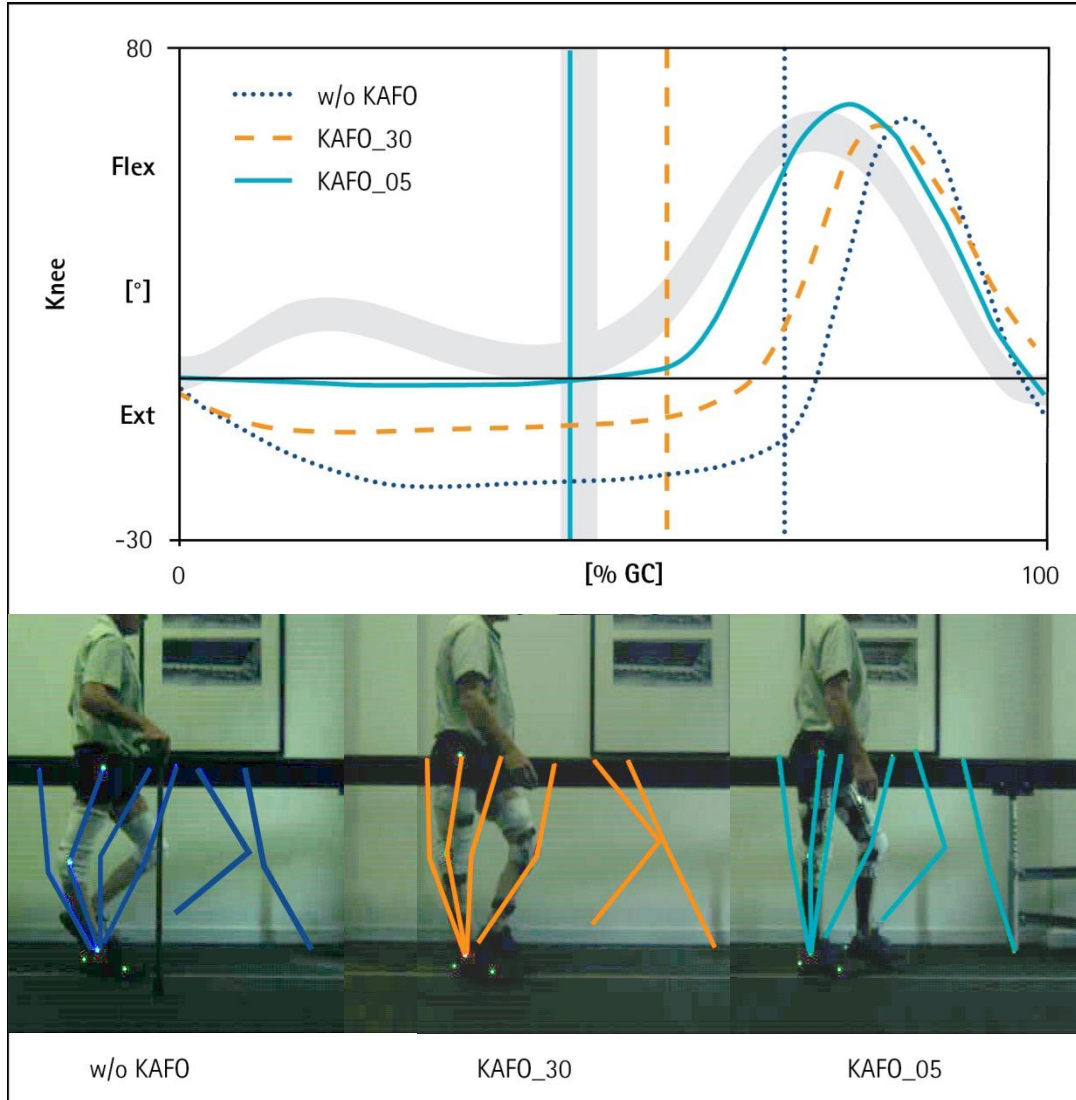 80
w/o KAFO
KAFO_30
KAFO_05
Flex
Knee
[°]
Ext
-30
0
[% GC]
100
w/o KAFO
KAFO_30
KAFO_05